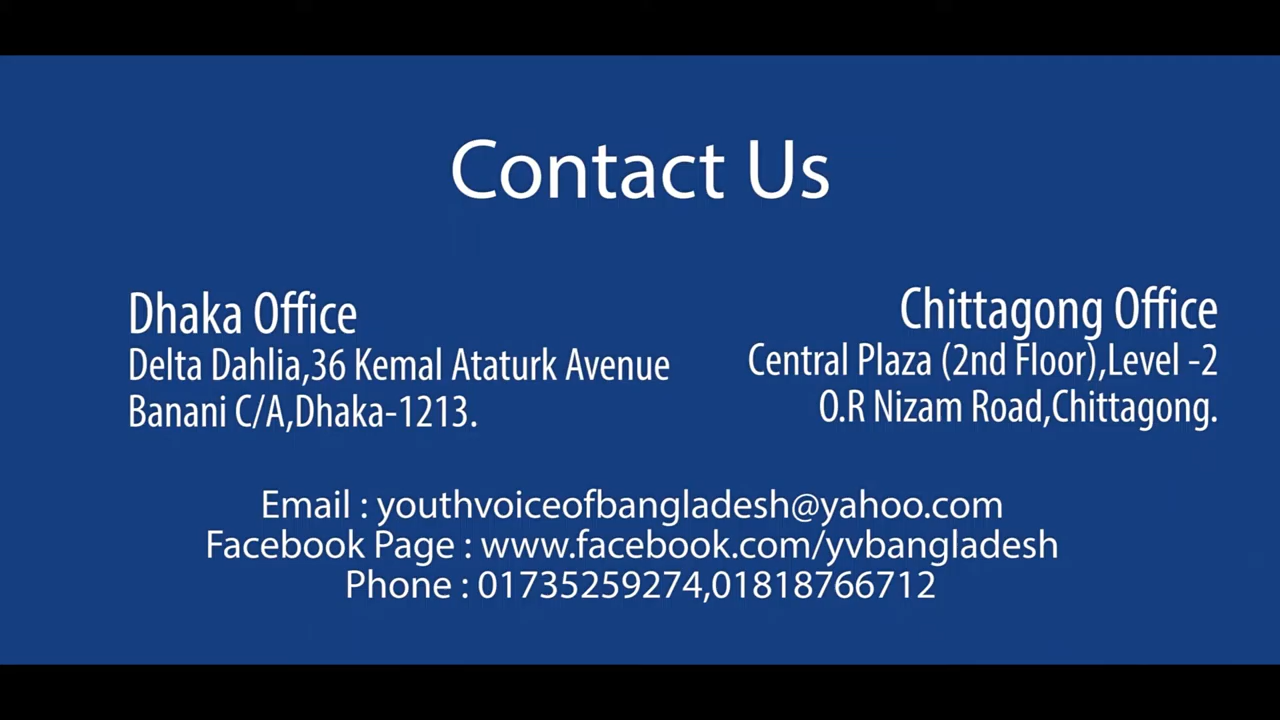 Contact Us
Dhaka Office
Delta Dahlia,36 Kemal Ataturk Avenue
Banani C/A,Dhaka-1213.
Chittagong Office
Central Plaza (2nd Floor),Level -2
O.R Nizam Road,Chittagong.
Email : youthvoiceofbangladesh@yahoo.com
Facebook Page : www.facebook.com/yvbangladesh
Phone : 01735259274,01818766712